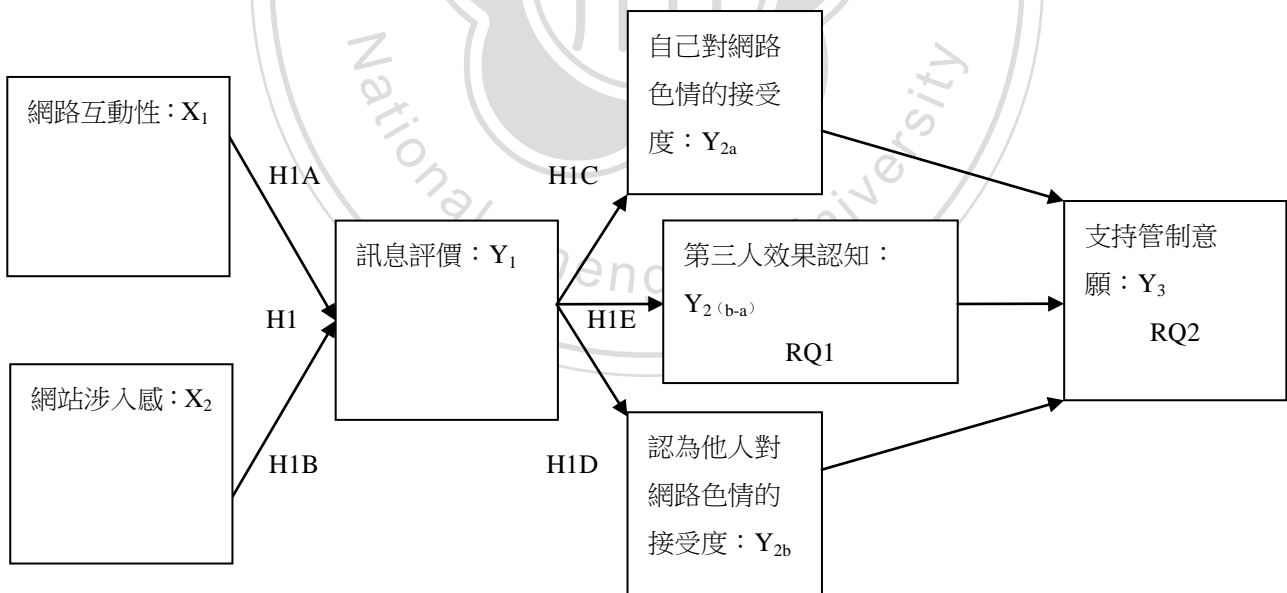 自己對網路
色情的接受
度：Y₂ₐ
網路互動性：X₁
H1A
H1C
訊息評價：Y₁
第三人效果認知：
Y₂（b-a）
RQ1
支持管制意
願：Y₃
RQ2
H1
H1E
網站涉入感：X₂
H1B
H1D
認為他人對
網路色情的
接受度：Y₂b
National
University